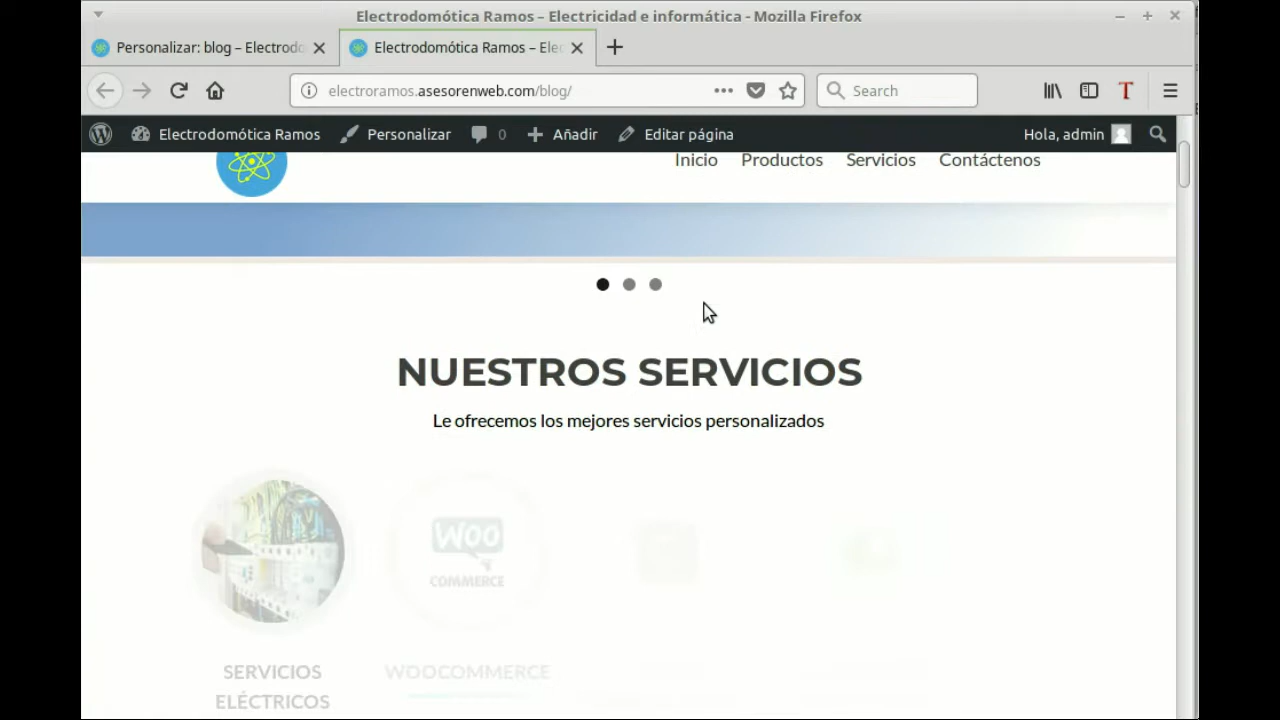 Electrodomótica Ramos – Electricidad e informática - Mozilla Firefox
Personalizar: blog – Electrodo
Electrodomótica Ramos – Elec
electroramos.asesorenweb.com/blog/
Search
Electrodomótica Ramos
Personalizar
0
Añadir
Editar página
Hola, admin
Inicio
Productos
Servicios
Contáctenos
NUESTROS SERVICIOS
Le ofrecemos los mejores servicios personalizados
WOO
COMMERCE
SERVICIOS
ELÉCTRICOS
WOOCOMMERCE